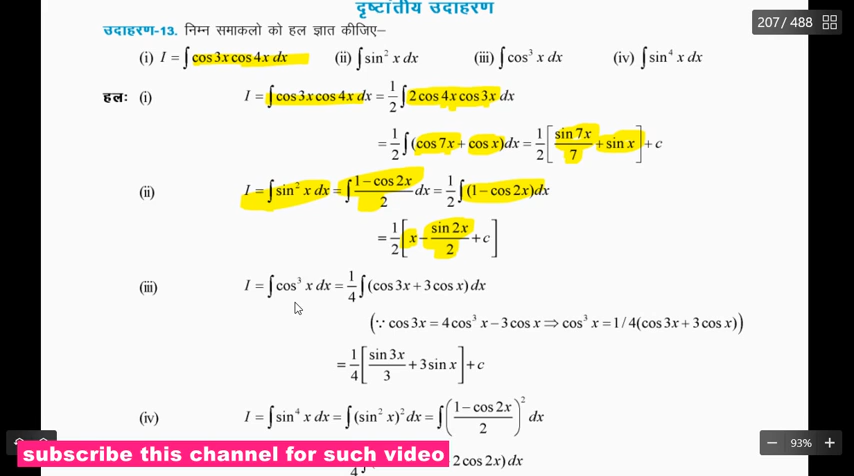 दृष्टांतीय उदाहरण
207 / 488
उदाहरण-13. निम्न समाकलो को हल ज्ञात कीजिए–
(i) I = ∫cos 3x cos 4x dx (ii) ∫sin² x dx (iii) ∫cos³ x dx (iv) ∫sin⁴ x dx
हलः (i) I = ∫cos 3x cos 4x dx = 1/2 ∫2 cos 4x cos 3x dx
= 1/2 ∫(cos 7x + cos x)dx = 1/2 [sin 7x/7 + sin x] + c
(ii) I = ∫sin² x dx = ∫(1 − cos 2x)/2 dx = 1/2 ∫(1 − cos 2x)dx
= 1/2 [x − sin 2x/2 + c]
(iii) I = ∫cos³ x dx = 1/4 ∫(cos 3x + 3 cos x) dx
(∵ cos 3x = 4 cos³ x − 3 cos x ⇒ cos³ x = 1/4(cos 3x + 3 cos x))
= 1/4 [sin 3x/3 + 3 sin x] + c
(iv) I = ∫sin⁴ x dx = ∫(sin² x)² dx = ∫((1 − cos 2x)/2)² dx
93%
subscribe this channel for such video
2 cos 2x) dx
4